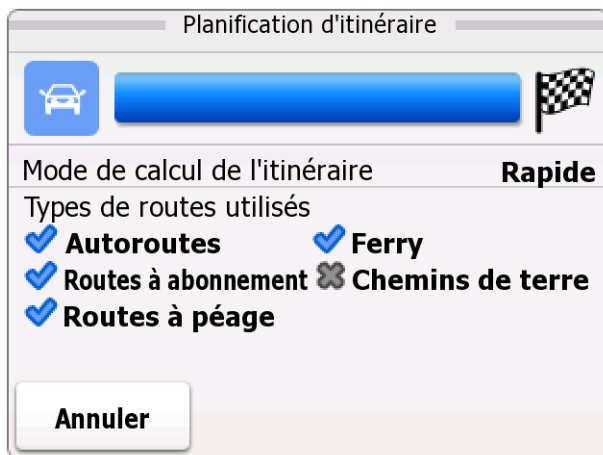 Planification d'itinéraire
Mode de calcul de l'itinéraire Rapide
Types de routes utilisés
Autoroutes Ferry
Routes à abonnement Chemins de terre
Routes à péage
Annuler